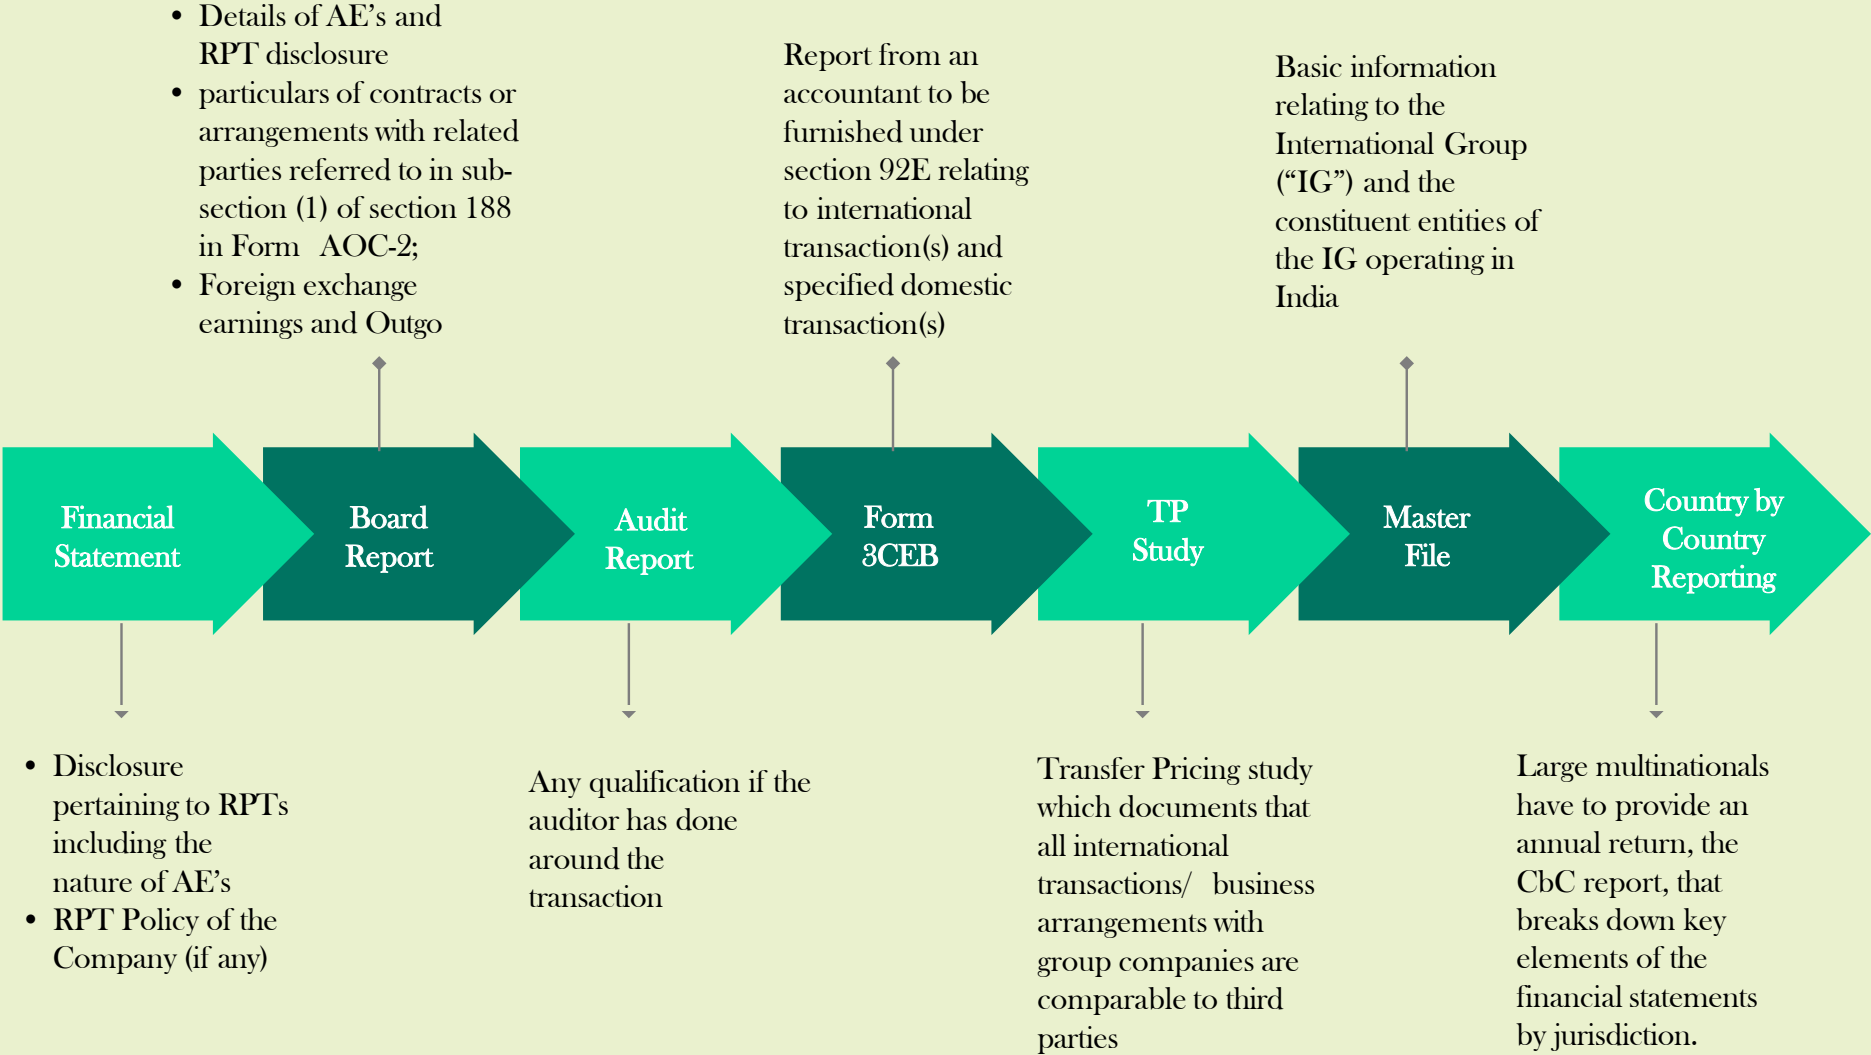 • Details of AE’s and
RPT disclosure
• particulars of contracts or
arrangements with related
parties referred to in sub-
section (1) of section 188
in Form AOC-2;
• Foreign exchange
earnings and Outgo
Report from an
accountant to be
furnished under
section 92E relating
to international
transaction(s) and
specified domestic
transaction(s)
Basic information
relating to the
International Group
(“IG”) and the
constituent entities of
the IG operating in
India
Financial
Statement
Board
Report
Audit
Report
Form
3CEB
TP
Study
Master
File
Country by
Country
Reporting
• Disclosure
pertaining to RPTs
including the
nature of AE’s
• RPT Policy of the
Company (if any)
Any qualification if the
auditor has done
around the
transaction
Transfer Pricing study
which documents that
all international
transactions/ business
arrangements with
group companies are
comparable to third
parties
Large multinationals
have to provide an
annual return, the
CbC report, that
breaks down key
elements of the
financial statements
by jurisdiction.